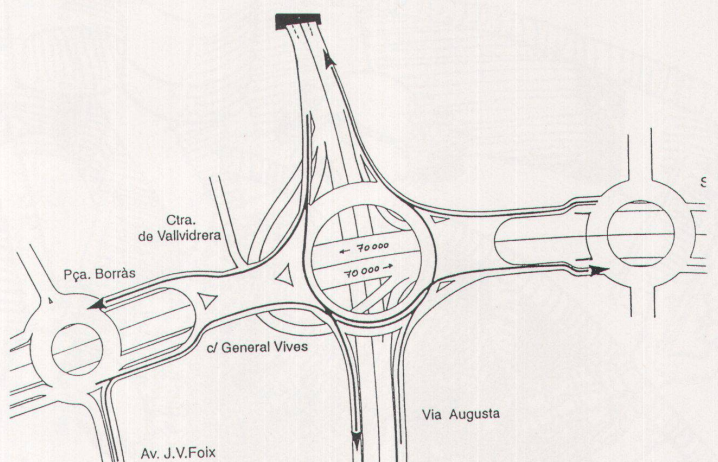 S
Ctra.
de Vallvidrera
← 70 000
70 000 →
Pça. Borràs
c/ General Vives
Via Augusta
Av. J.V.Foix